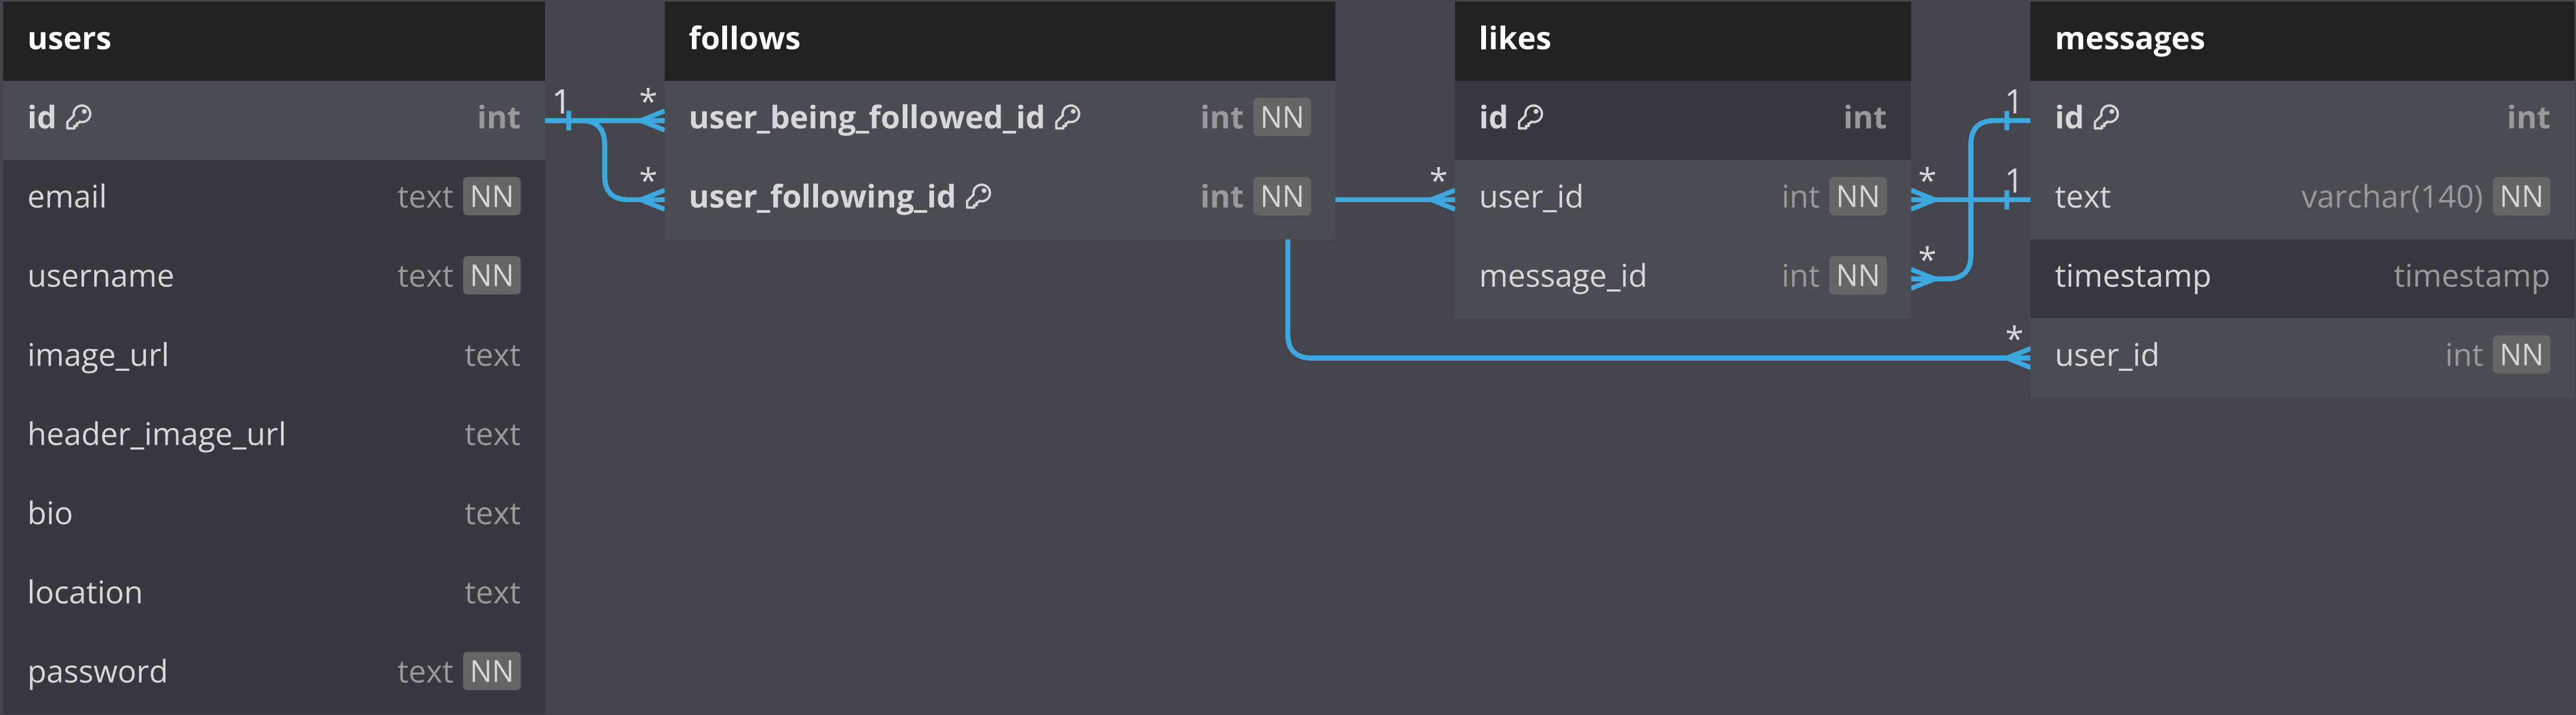 users
id int
email text NN
username text NN
image_url text
header_image_url text
bio text
location text
password text NN
1 *
*
follows
user_being_followed_id int NN
user_following_id int NN
*
likes
id int
user_id int NN
message_id int NN
* 1
* 1
*
messages
id int
text varchar(140) NN
timestamp timestamp
user_id int NN